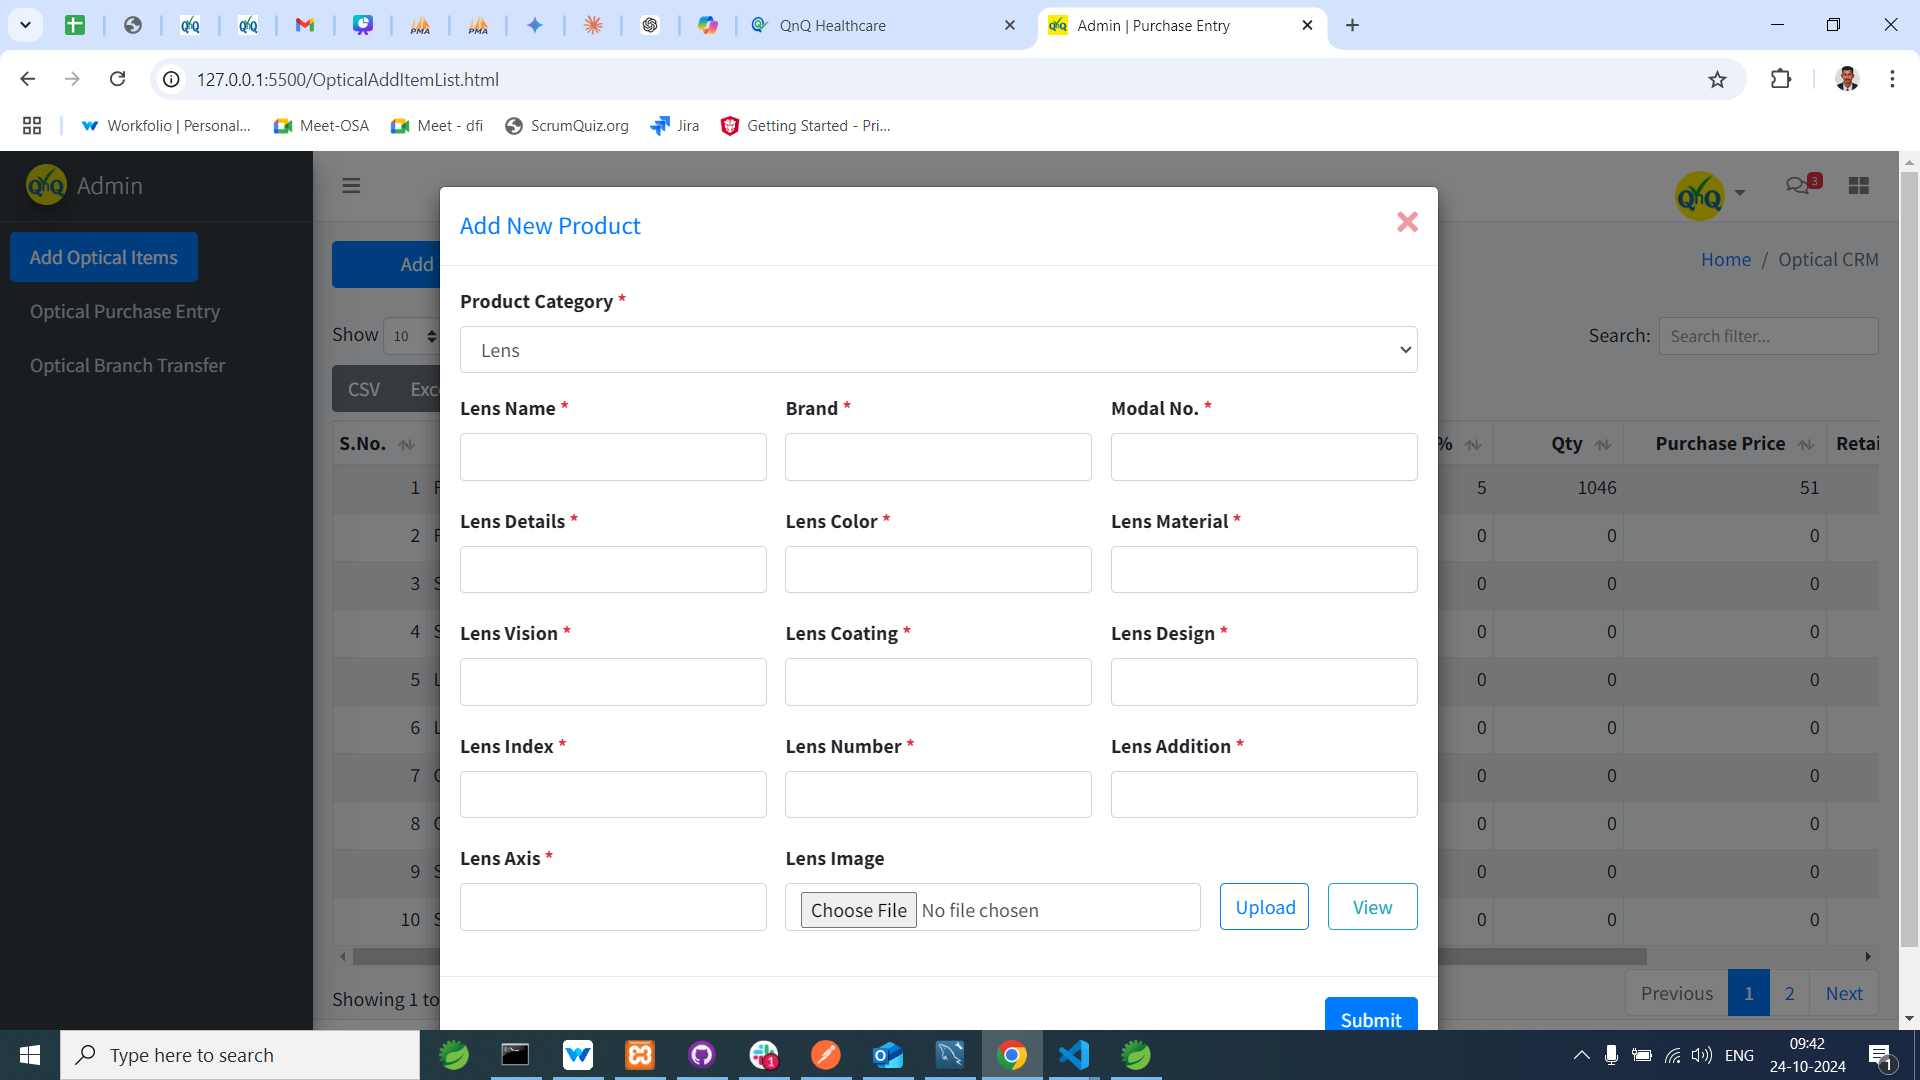 QnQ Healthcare
Admin | Purchase Entry
127.0.0.1:5500/OpticalAddItemList.html
Workfolio | Personal...
Meet-OSA
Meet - dfi
ScrumQuiz.org
Jira
Getting Started - Pri...
QnQ Admin
QnQ
3
Add Optical Items
Optical Purchase Entry
Optical Branch Transfer
Add
Home / Optical CRM
Show 10
Search: Search filter...
CSV Exc
S.No. % Qty Purchase Price Retai
1 F 5 1046 51
2 F 0 0 0
3 S 0 0 0
4 S 0 0 0
5 L 0 0 0
6 L 0 0 0
7 0 0 0
8 0 0 0
9 S 0 0 0
10 S 0 0 0
Showing 1 to
Previous 1 2 Next
Add New Product
Product Category *
Lens
Lens Name * Brand * Modal No. *
Lens Details * Lens Color * Lens Material *
Lens Vision * Lens Coating * Lens Design *
Lens Index * Lens Number * Lens Addition *
Lens Axis * Lens Image
Choose File No file chosen Upload View
Submit
Type here to search
1
ENG
09:42
24-10-2024
1